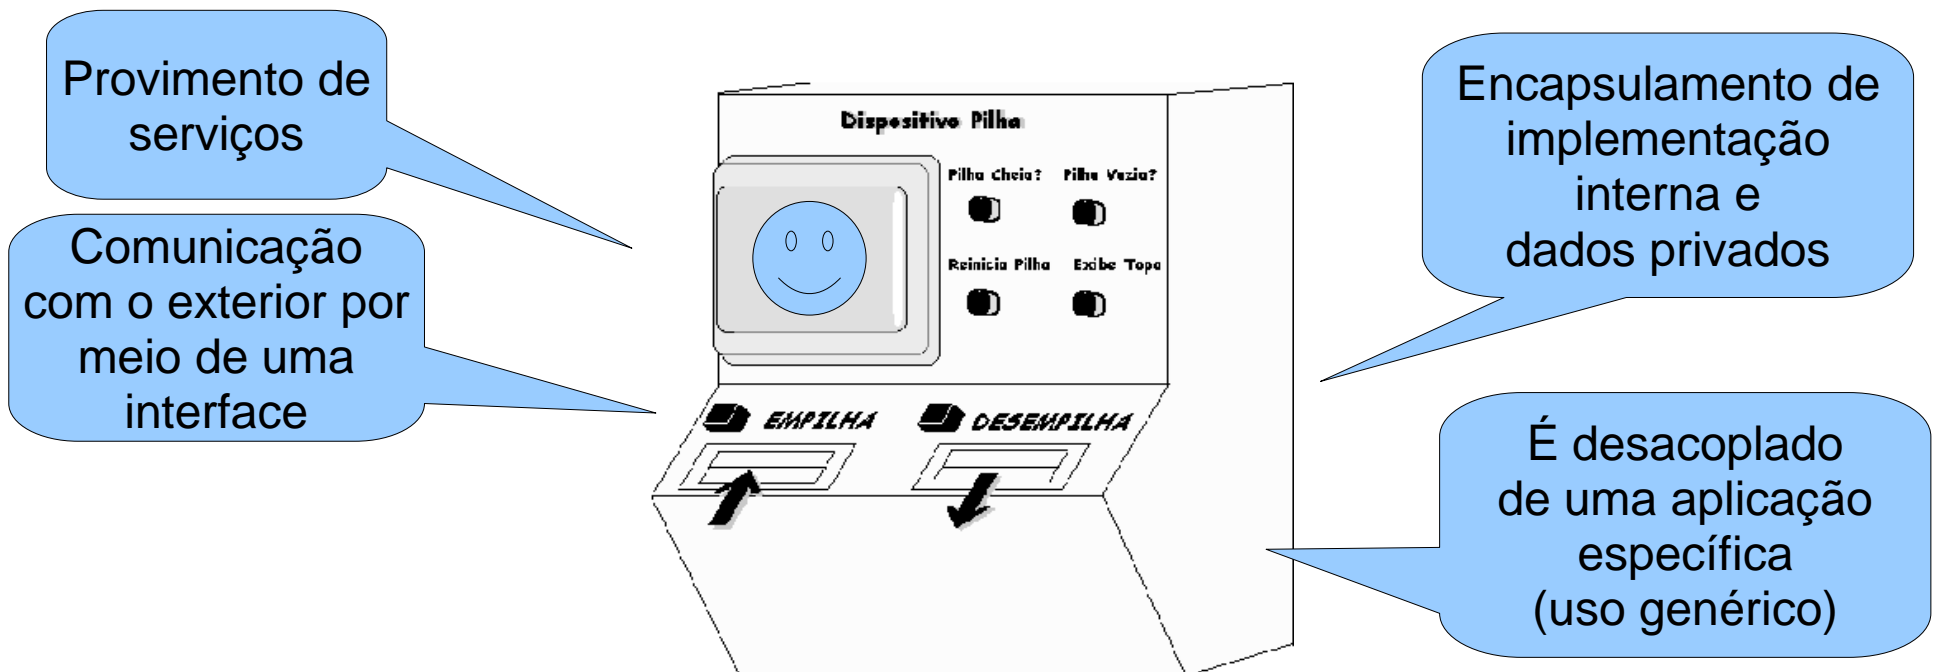 Provimento de
serviços
Comunicação
com o exterior por
meio de uma
interface
Dispositivo Pilha
Pilha Cheia? Pilha Vazia?
Reinicia Pilha Exibe Topo
EMPILHA DESEMPILHA
Encapsulamento de
implementação
interna e
dados privados
É desacoplado
de uma aplicação
específica
(uso genérico)